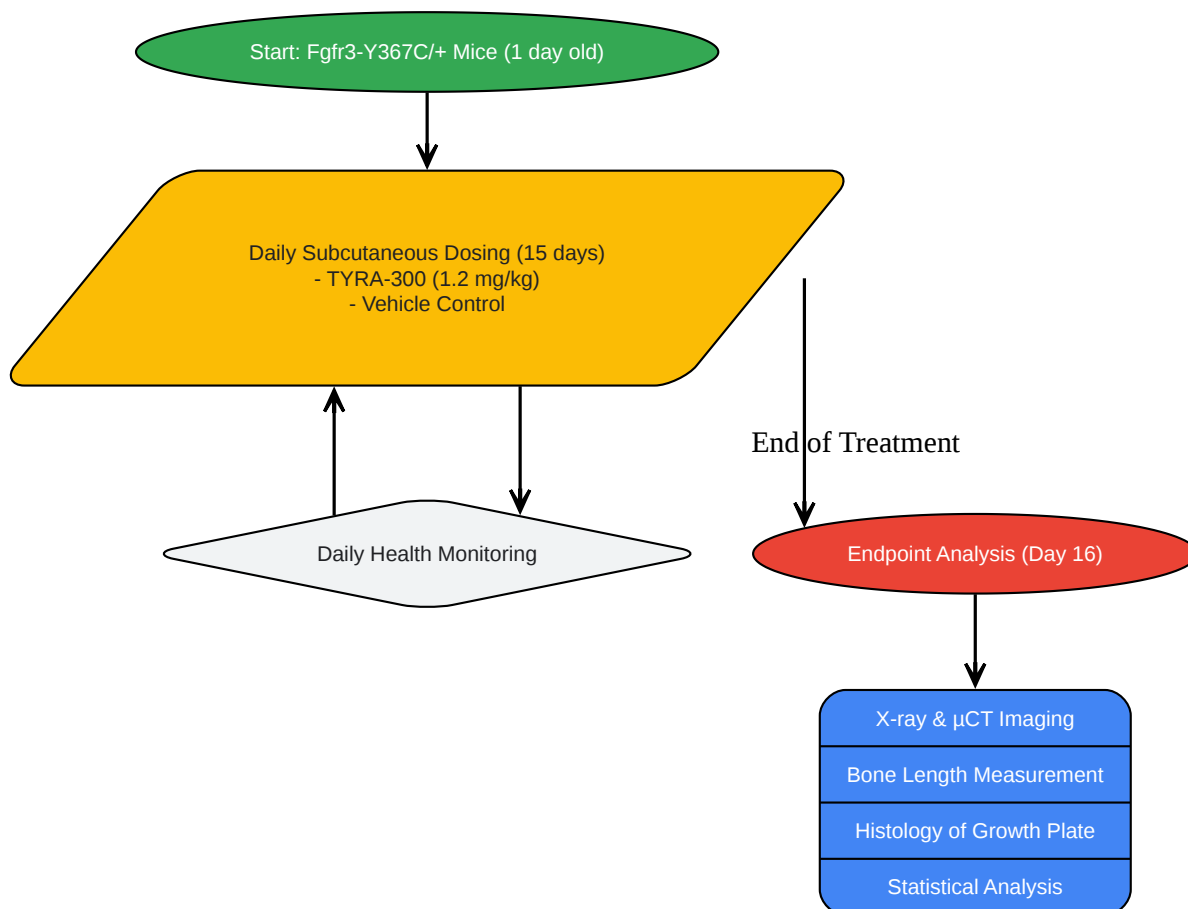 Start: Fgfr3-Y367C/+ Mice (1 day old)
Daily Subcutaneous Dosing (15 days)
- TYRA-300 (1.2 mg/kg)
- Vehicle Control
End of Treatment
Daily Health Monitoring
Endpoint Analysis (Day 16)
X-ray & µCT Imaging
Bone Length Measurement
Histology of Growth Plate
Statistical Analysis